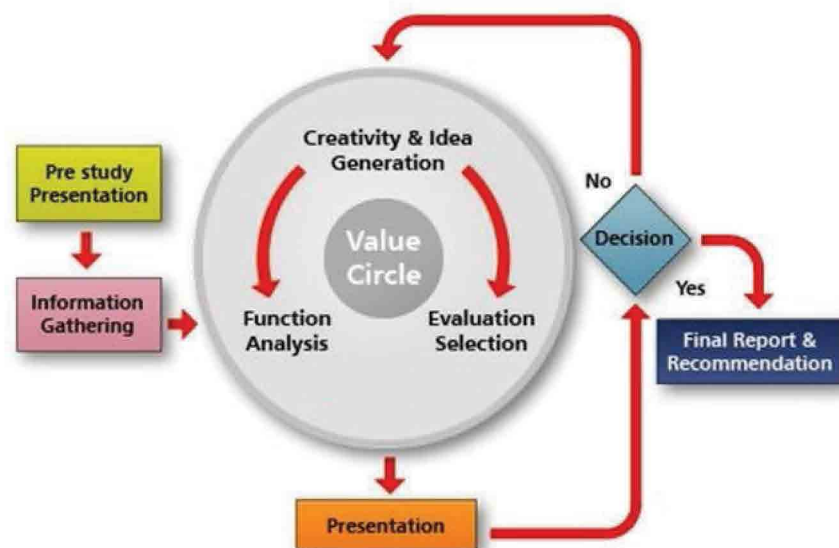 Pre study
Presentation
Information
Gathering
Creativity & Idea
Generation
Value
Circle
Function
Analysis
Evaluation
Selection
Presentation
No
Decision
Yes
Final Report &
Recommendation